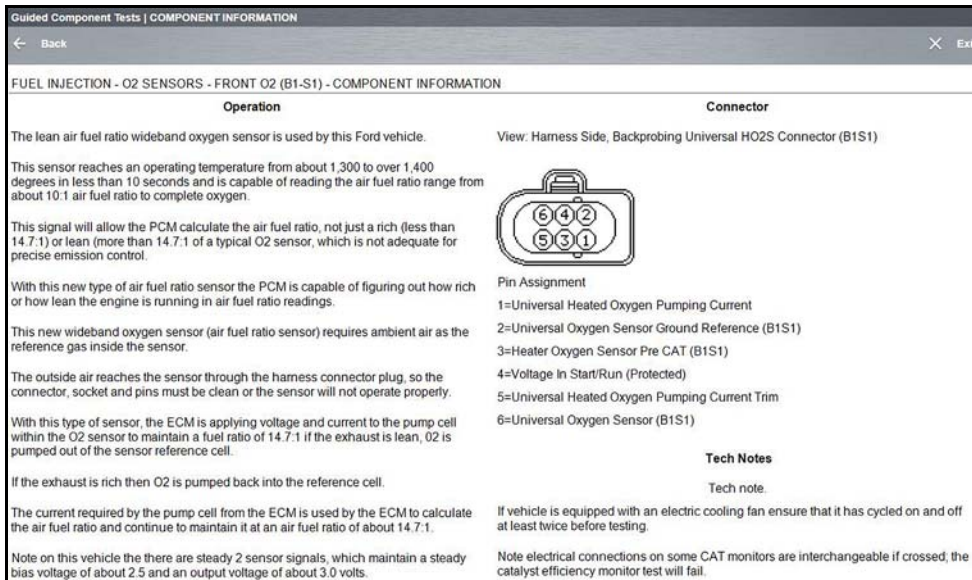 Guided Component Tests | COMPONENT INFORMATION
← Back
X Exi
FUEL INJECTION - O2 SENSORS - FRONT O2 (B1-S1) - COMPONENT INFORMATION
Operation
The lean air fuel ratio wideband oxygen sensor is used by this Ford vehicle.
This sensor reaches an operating temperature from about 1,300 to over 1,400
degrees in less than 10 seconds and is capable of reading the air fuel ratio range from
about 10:1 air fuel ratio to complete oxygen.
This signal will allow the PCM calculate the air fuel ratio, not just a rich (less than
14.7:1) or lean (more than 14.7:1 of a typical O2 sensor, which is not adequate for
precise emission control.
With this new type of air fuel ratio sensor the PCM is capable of figuring out how rich
or how lean the engine is running in air fuel ratio readings.
This new wideband oxygen sensor (air fuel ratio sensor) requires ambient air as the
reference gas inside the sensor.
The outside air reaches the sensor through the harness connector plug, so the
connector, socket and pins must be clean or the sensor will not operate properly.
With this type of sensor, the ECM is applying voltage and current to the pump cell
within the O2 sensor to maintain a fuel ratio of 14.7:1 if the exhaust is lean, 02 is
pumped out of the sensor reference cell.
If the exhaust is rich then O2 is pumped back into the reference cell.
The current required by the pump cell from the ECM is used by the ECM to calculate
the air fuel ratio and continue to maintain it at an air fuel ratio of about 14.7:1.
Note on this vehicle the there are steady 2 sensor signals, which maintain a steady
bias voltage of about 2.5 and an output voltage of about 3.0 volts.
Connector
View: Harness Side, Backprobing Universal HO2S Connector (B1S1)
6 4 2
5 3 1
Pin Assignment
1=Universal Heated Oxygen Pumping Current
2=Universal Oxygen Sensor Ground Reference (B1S1)
3=Heater Oxygen Sensor Pre CAT (B1S1)
4=Voltage In Start/Run (Protected)
5=Universal Heated Oxygen Pumping Current Trim
6=Universal Oxygen Sensor (B1S1)
Tech Notes
Tech note.
If vehicle is equipped with an electric cooling fan ensure that it has cycled on and off
at least twice before testing.
Note electrical connections on some CAT monitors are interchangeable if crossed; the
catalyst efficiency monitor test will fail.